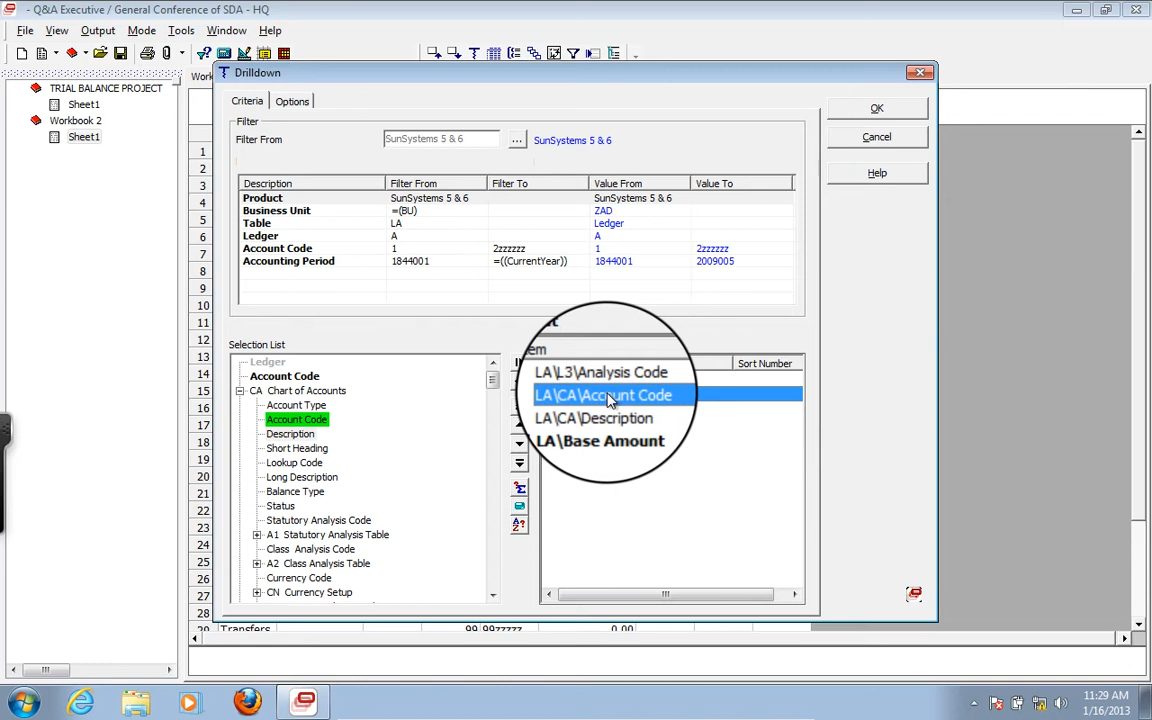 - Q&A Executive / General Conference of SDA - HQ
File View Output Mode Tools Window Help
Drilldown
Work
TRIAL BALANCE PROJECT
Sheet1
Workbook 2
Sheet1
Criteria Options
OK
Cancel
Help
Filter
Filter From SunSystems 5 & 6 ... SunSystems 5 & 6
Description Filter From Filter To Value From Value To
Product SunSystems 5 & 6 SunSystems 5 & 6
Business Unit =(BU) ZAD
Table LA Ledger
Ledger A A
Account Code 1 2zzzzzz 1 2zzzzzz
Accounting Period 1844001 =((CurrentYear)) 1844001 2009005
Selection List
Ledger
Account Code
CA Chart of Accounts
Account Type
Account Code
Description
Short Heading
Lookup Code
Long Description
Balance Type
Status
Statutory Analysis Code
A1 Statutory Analysis Table
Class Analysis Code
A2 Class Analysis Table
Currency Code
CN Currency Setup
em Sort Number
LA\L3\Analysis Code
LA\CA\Account Code
LA\CA\Description
LA\Base Amount
1
2
3
4
5
6
7
8
9
10
11
12
13
14
15
16
17
18
19
20
21
22
23
24
25
26
27
28
29 Transfers 99 99zzzzz 0.00
11:29 AM
1/16/2013